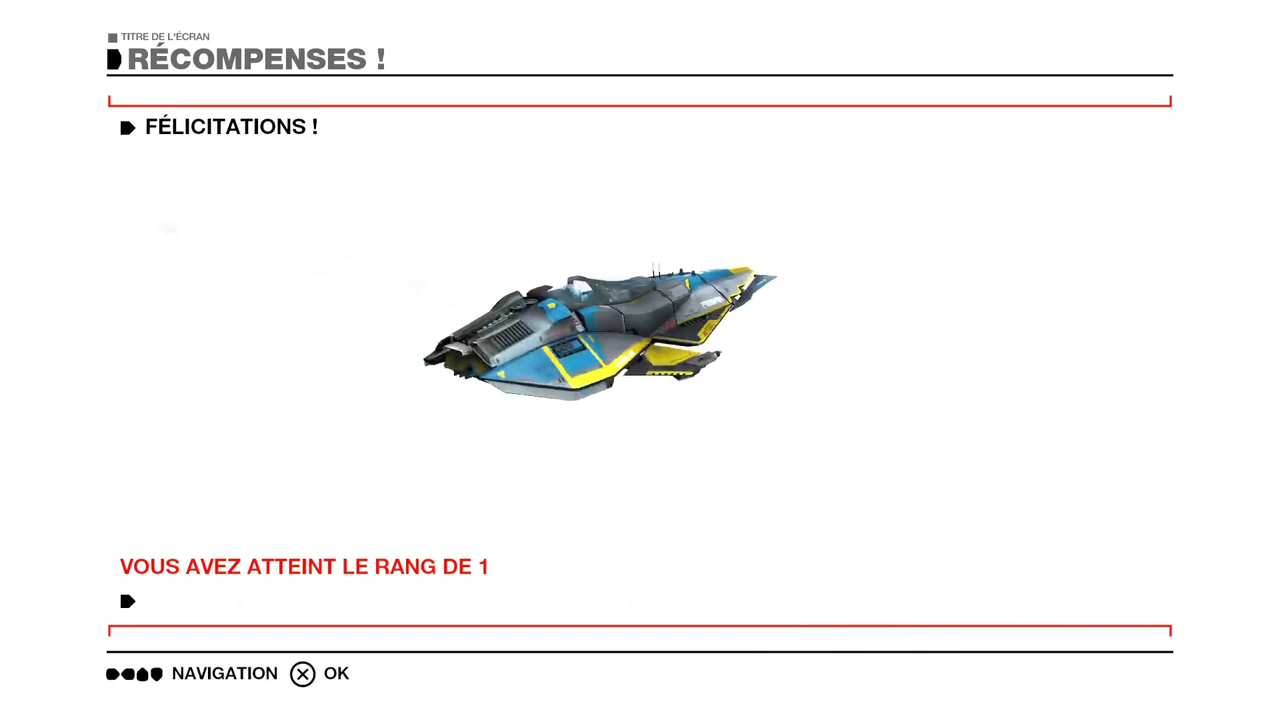 TITRE DE L'ÉCRAN
RÉCOMPENSES !
FÉLICITATIONS !
VOUS AVEZ ATTEINT LE RANG DE 1
NAVIGATION OK